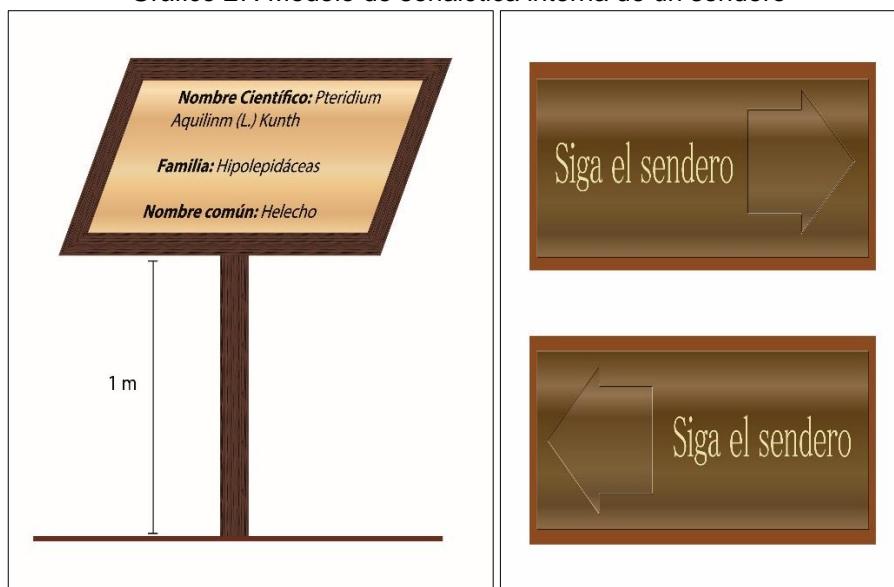 Nombre Científico: Pteridium
Aquilinm (L.) Kunth
Familia: Hipolepidáceas
Nombre común: Helecho
1 m
Siga el sendero
Siga el sendero